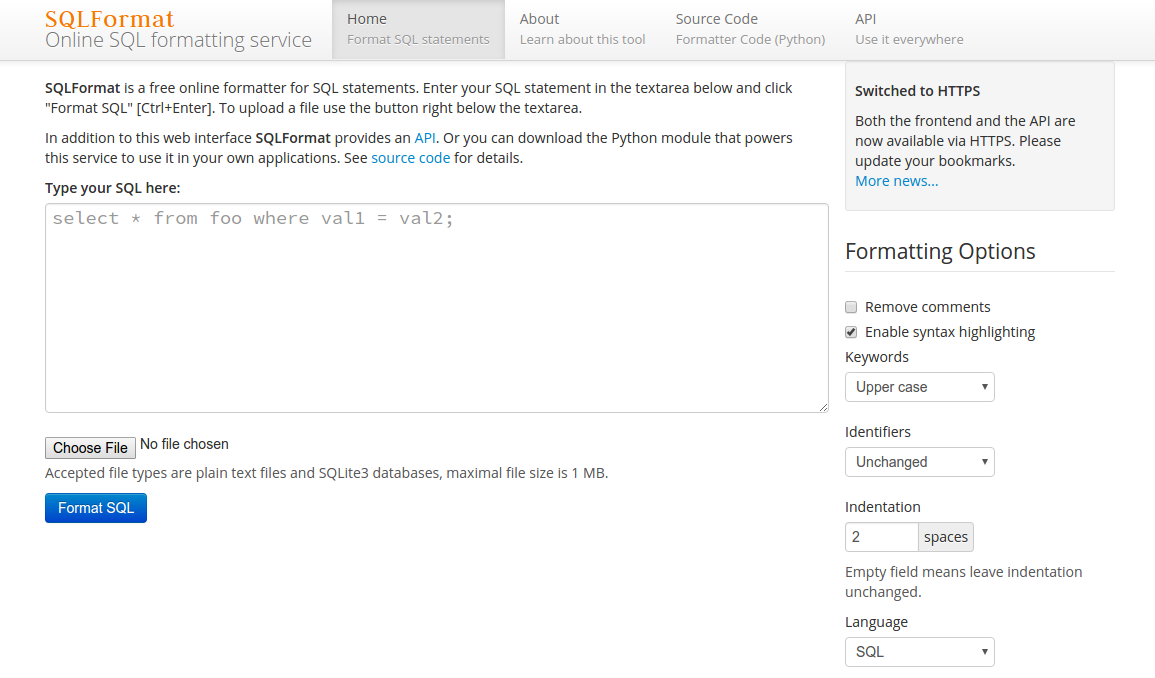 SQLFormat
Online SQL formatting service
Home
Format SQL statements
About
Learn about this tool
Source Code
Formatter Code (Python)
API
Use it everywhere
SQLFormat is a free online formatter for SQL statements. Enter your SQL statement in the textarea below and click
"Format SQL" [Ctrl+Enter]. To upload a file use the button right below the textarea.
In addition to this web interface SQLFormat provides an API. Or you can download the Python module that powers
this service to use it in your own applications. See source code for details.
Type your SQL here:
select * from foo where val1 = val2;
Choose File No file chosen
Accepted file types are plain text files and SQLite3 databases, maximal file size is 1 MB.
Format SQL
Switched to HTTPS
Both the frontend and the API are
now available via HTTPS. Please
update your bookmarks.
More news...
Formatting Options
Remove comments
Enable syntax highlighting
Keywords
Upper case
Identifiers
Unchanged
Indentation
2 spaces
Empty field means leave indentation
unchanged.
Language
SQL